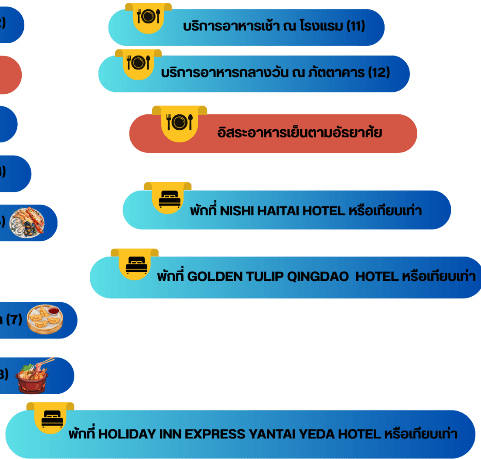 บริการอาหารเช้า ณ โรงแรม (11)
บริการอาหารกลางวัน ณ ภัตตาคาร (12)
อิสระอาหารเย็นตามอัธยาศัย
พักที่ NISHI HAITAI HOTEL หรือเทียบเท่า
พักที่ GOLDEN TULIP QINGDAO HOTEL หรือเทียบเท่า
(7)
พักที่ HOLIDAY INN EXPRESS YANTAI YEDA HOTEL หรือเทียบเท่า